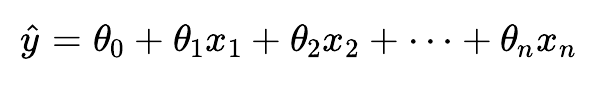 ŷ = θ₀ + θ₁x₁ + θ₂x₂ + ⋯ + θₙxₙ